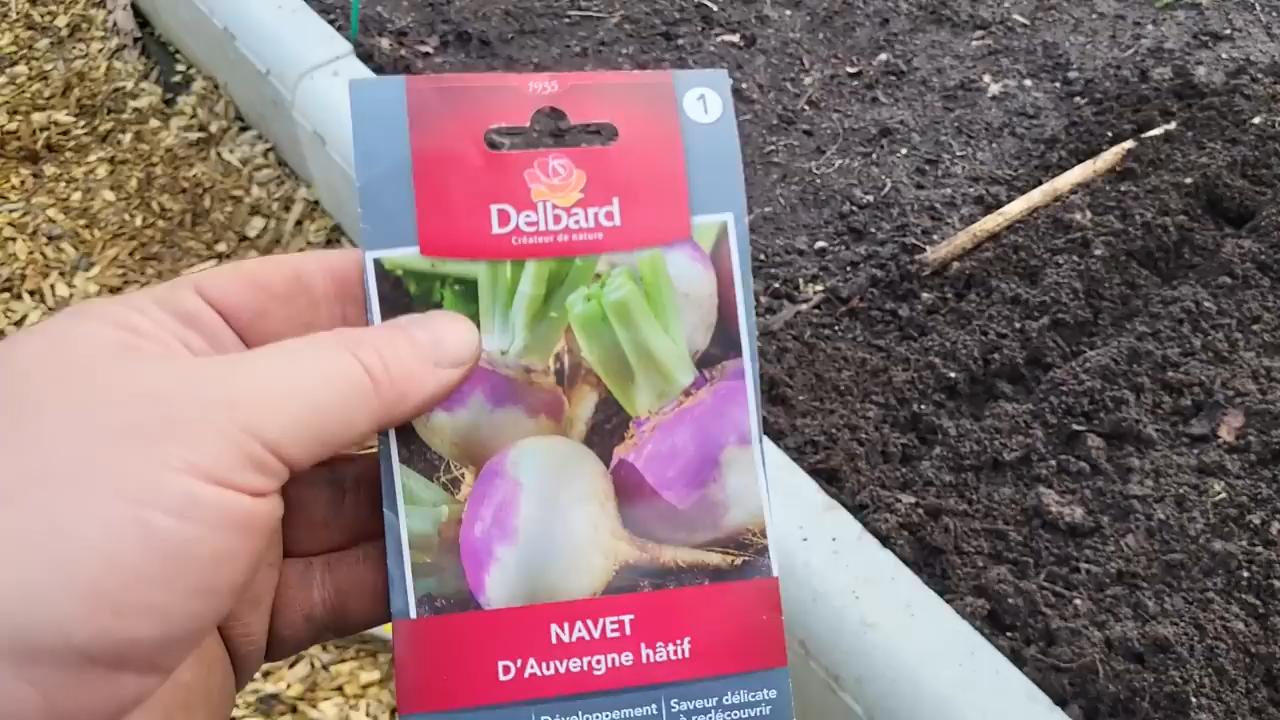 1935
1
Delbard
Créateur de nature
NAVET
D'Auvergne hâtif
Développement
Saveur délicate
à redécouvrir